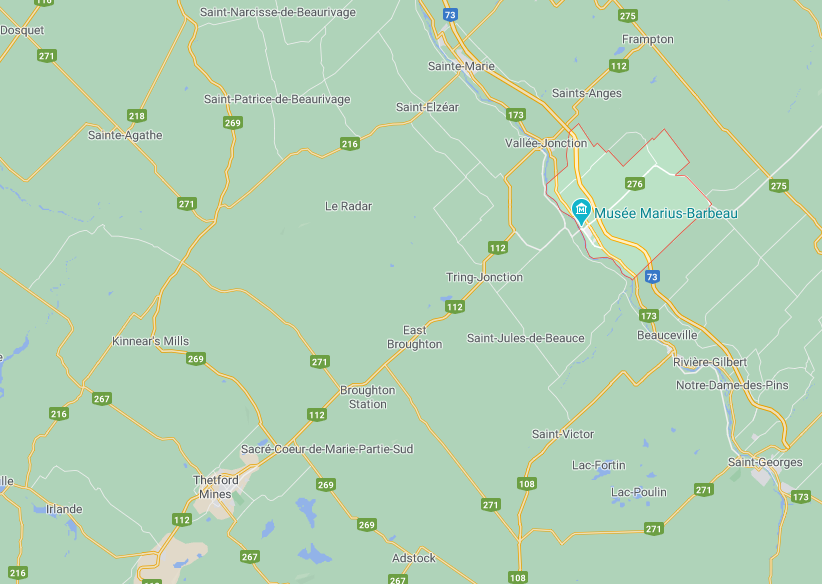 116
Saint-Narcisse-de-Beaurivage
73
275
Dosquet
271
Frampton
Sainte-Marie
112
Saints-Anges
Saint-Patrice-de-Beaurivage
Saint-Elzéar
218
269
173
Sainte-Agathe
216
Vallée-Jonction
276
275
271
Le Radar
Musée Marius-Barbeau
112
Tring-Jonction
73
112
173
East
Broughton
Saint-Jules-de-Beauce
Beauceville
Kinnear's Mills
269
271
Rivière-Gilbert
Notre-Dame-des-Pins
Broughton
Station
267
216
112
Saint-Victor
Sacré-Coeur-de-Marie-Partie-Sud
Lac-Fortin
Saint-Georges
Thetford
Mines
269
108
Lac-Poulin
271
173
Irlande
271
112
269
271
267
Adstock
216
267
108